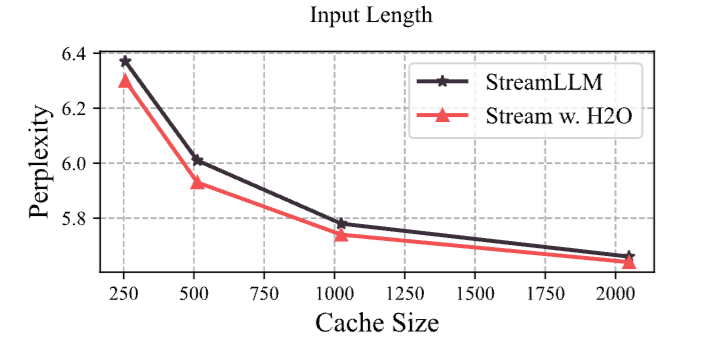 Input Length
6.4
6.2
6.0
5.8
Perplexity
StreamLLM
Stream w. H2O
250 500 750 1000 1250 1500 1750 2000
Cache Size